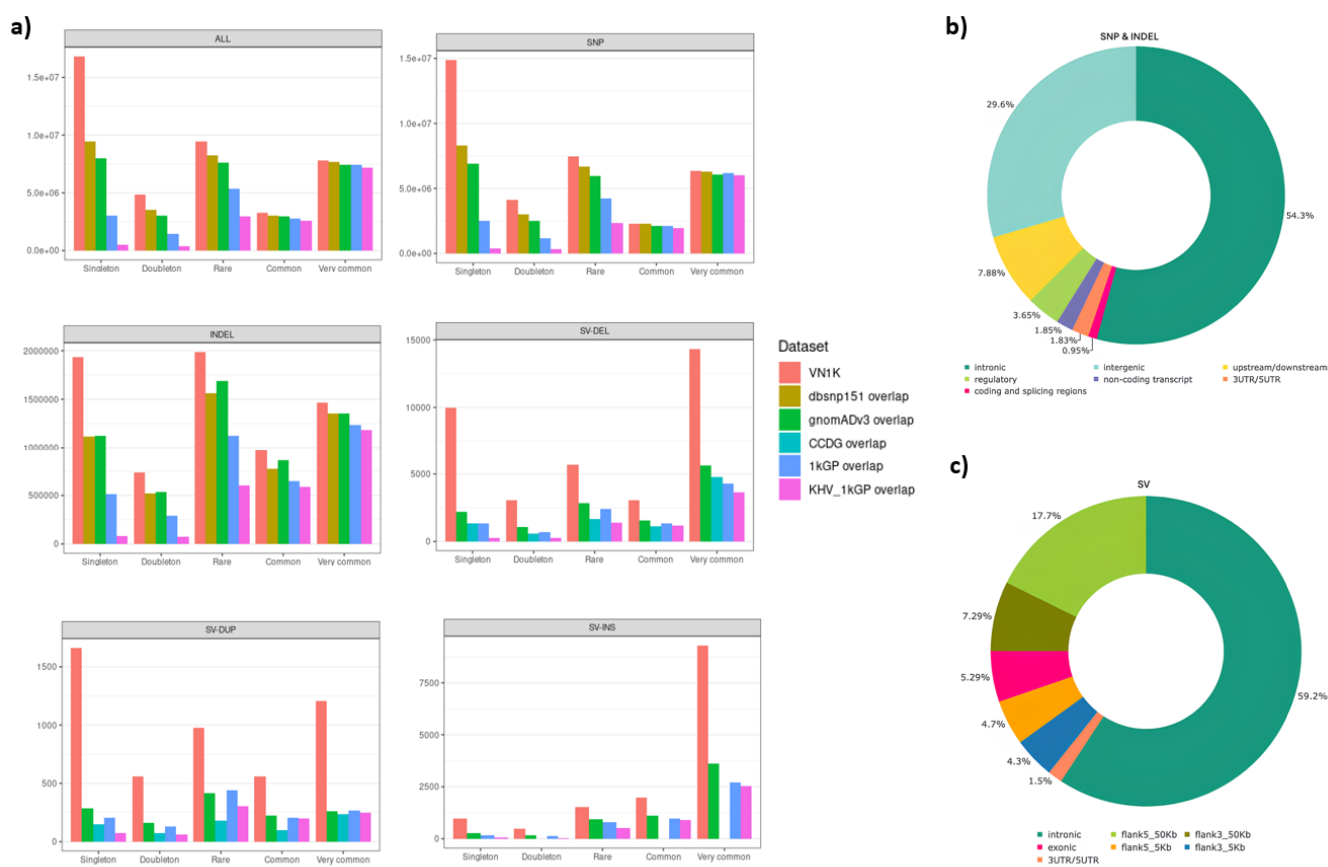 a)
ALL
1.5e+07
1.0e+07
5.0e+06
0.0e+00
Singleton Doubleton Rare Common Very common
SNP
1.5e+07
1.0e+07
5.0e+06
0.0e+00
Singleton Doubleton Rare Common Very common
INDEL
2000000
1500000
1000000
500000
0
Singleton Doubleton Rare Common Very common
SV-DEL
15000
10000
5000
0
Singleton Doubleton Rare Common Very common
Dataset
VN1K
dbsnp151 overlap
gnomADv3 overlap
CCDG overlap
1kGP overlap
KHV_1kGP overlap
SV-DUP
1500
1000
500
0
Singleton Doubleton Rare Common Very common
SV-INS
7500
5000
2500
0
Singleton Doubleton Rare Common Very common
b)
SNP & INDEL
29.6%
54.3%
7.88%
3.65%
1.85%
1.83%
0.95%
intronic intergenic upstream/downstream
regulatory non-coding transcript 3UTR/5UTR
coding and splicing regions
c)
SV
17.7%
7.29%
59.2%
5.29%
4.7%
4.3%
1.5%
intronic flank5_50Kb flank3_50Kb
exonic flank5_5Kb flank3_5Kb
3UTR/5UTR